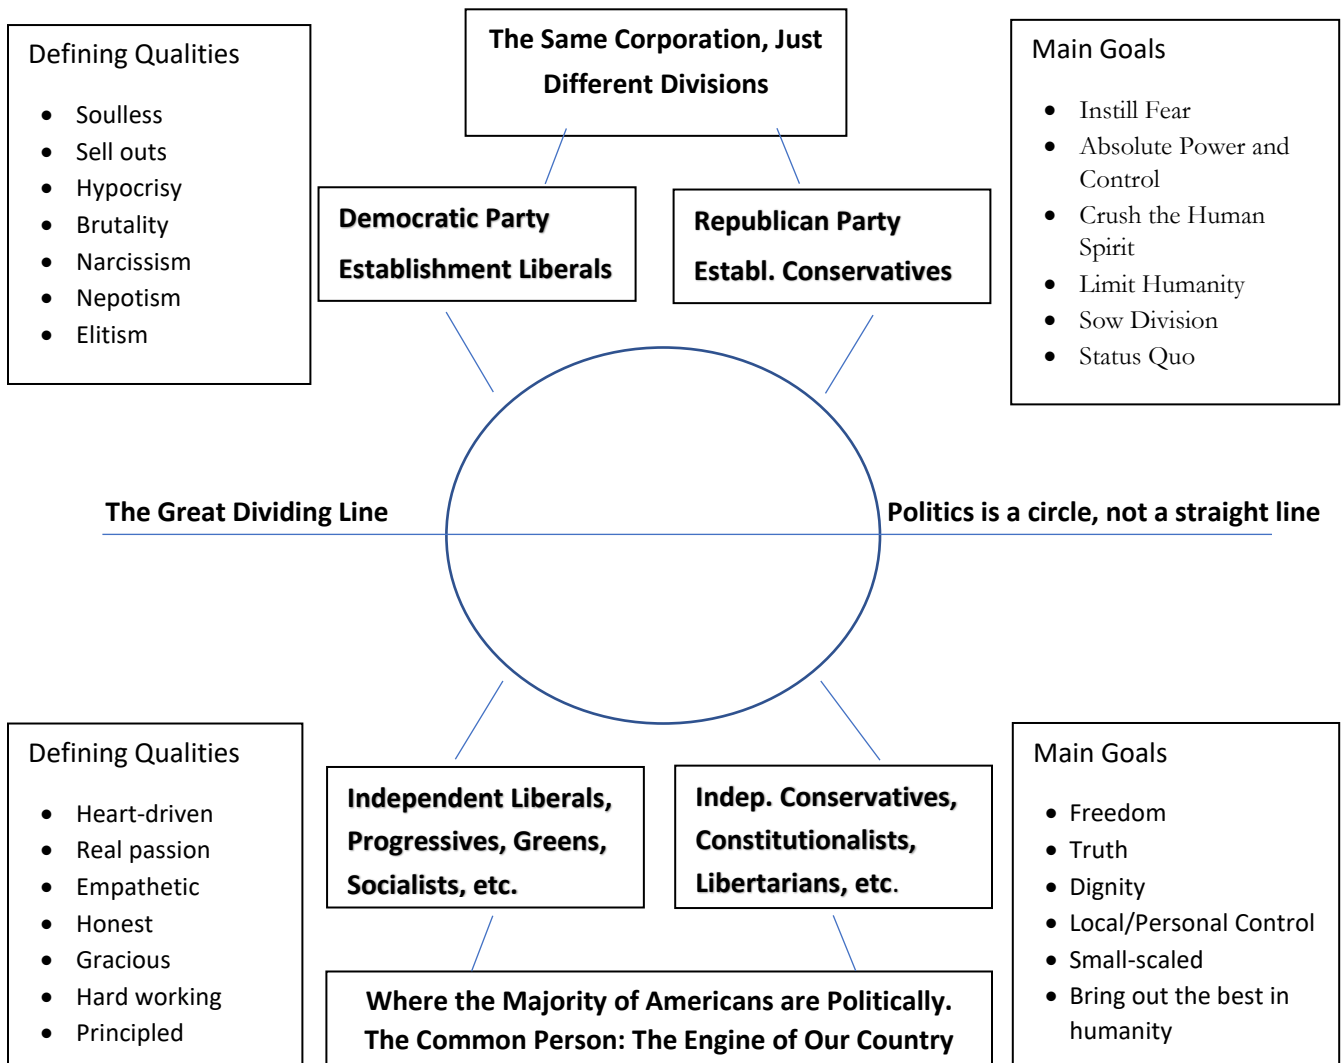 Defining Qualities
• Soulless
• Sell outs
• Hypocrisy
• Brutality
• Narcissism
• Nepotism
• Elitism
The Same Corporation, Just
Different Divisions
Main Goals
• Instill Fear
• Absolute Power and
Control
• Crush the Human
Spirit
• Limit Humanity
• Sow Division
• Status Quo
Democratic Party
Establishment Liberals
Republican Party
Establ. Conservatives
The Great Dividing Line
Politics is a circle, not a straight line
Defining Qualities
• Heart-driven
• Real passion
• Empathetic
• Honest
• Gracious
• Hard working
• Principled
Independent Liberals,
Progressives, Greens,
Socialists, etc.
Indep. Conservatives,
Constitutionalists,
Libertarians, etc.
Main Goals
• Freedom
• Truth
• Dignity
• Local/Personal Control
• Small-scaled
• Bring out the best in
humanity
Where the Majority of Americans are Politically.
The Common Person: The Engine of Our Country